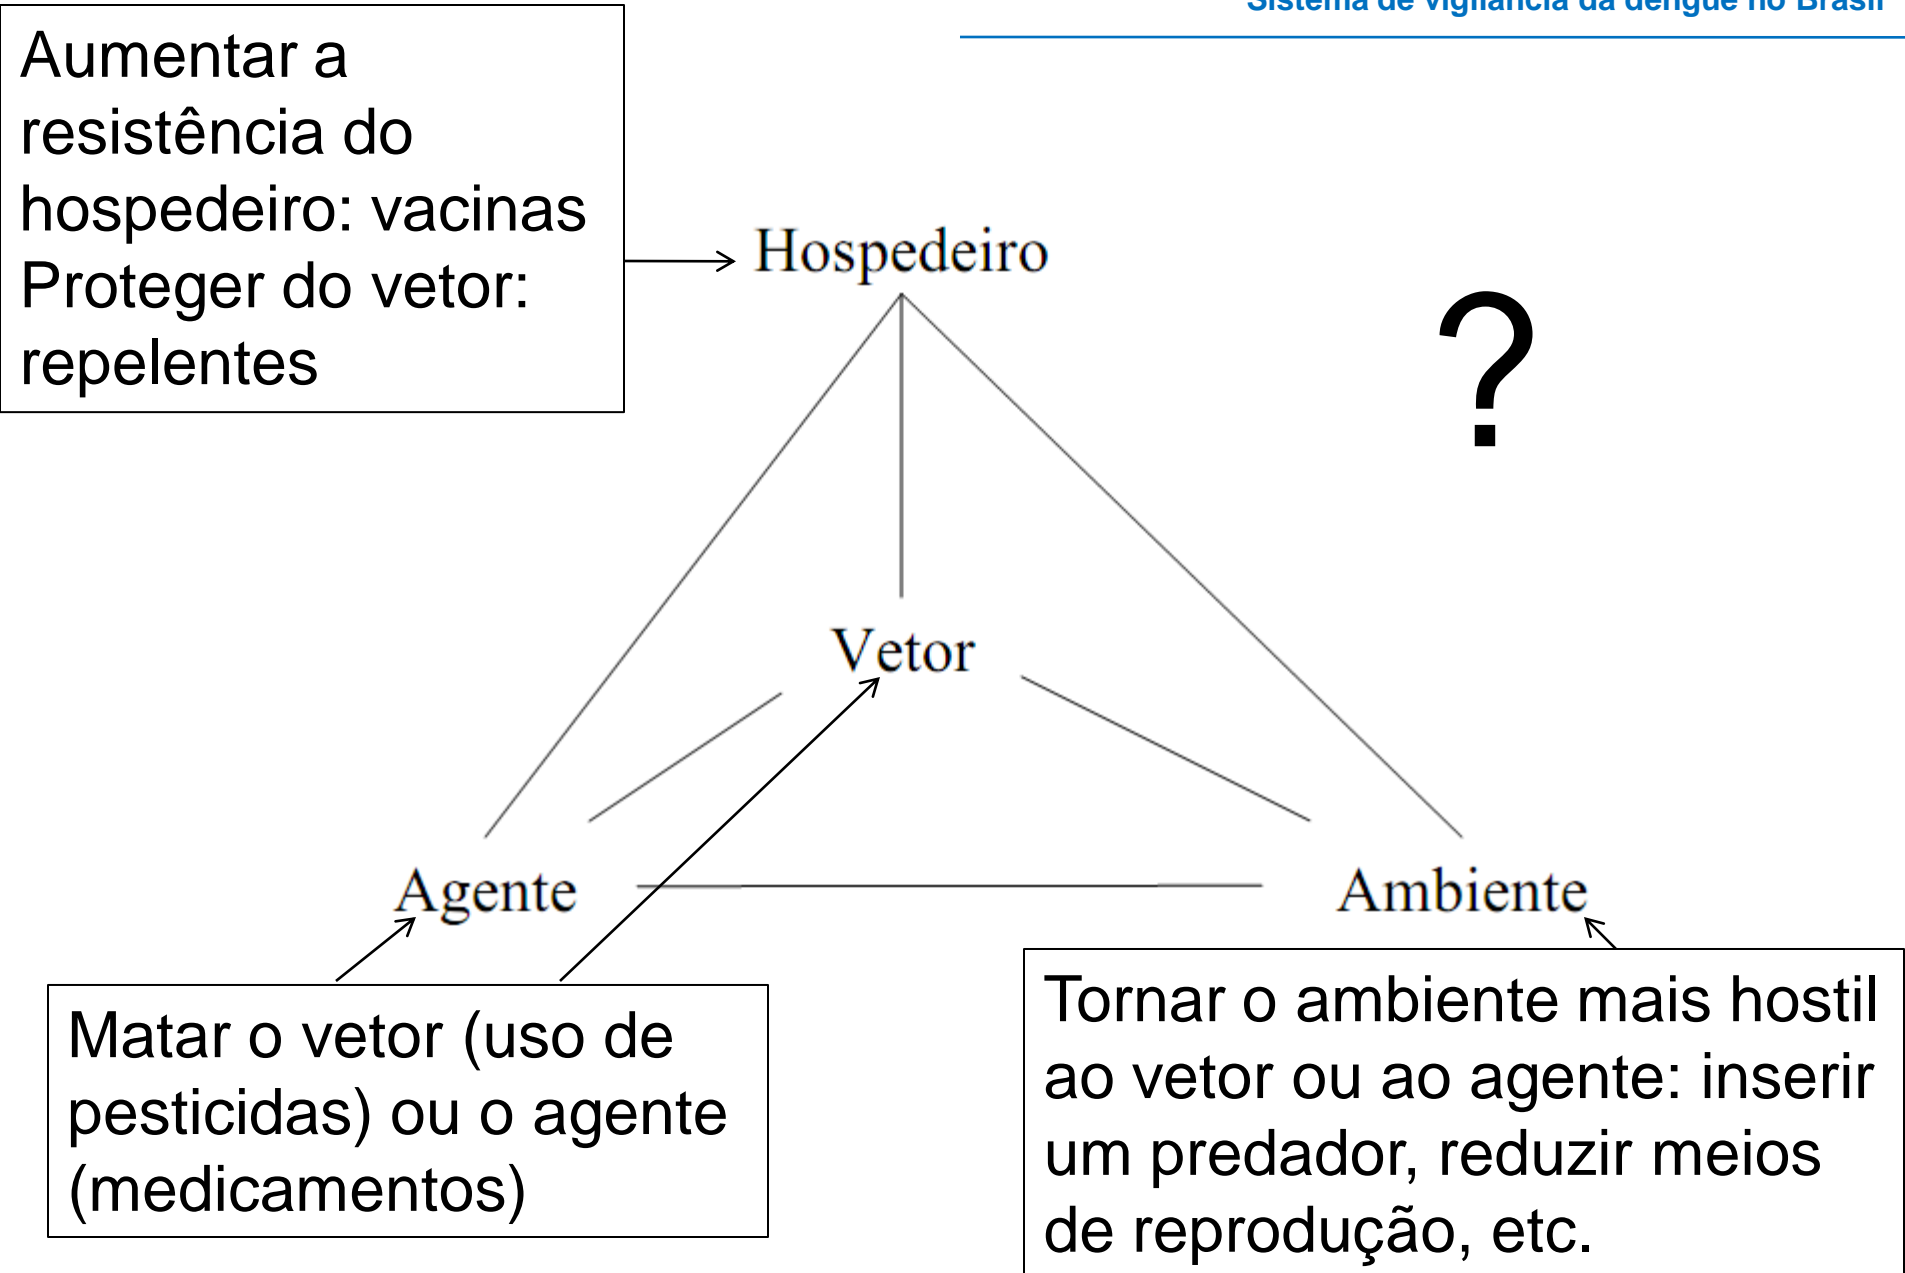 Sistema de vigilância da dengue no Brasil
Aumentar a
resistência do
hospedeiro: vacinas
Proteger do vetor:
repelentes
Hospedeiro
?
Vetor
Agente
Ambiente
Matar o vetor (uso de
pesticidas) ou o agente
(medicamentos)
Tornar o ambiente mais hostil
ao vetor ou ao agente: inserir
um predador, reduzir meios
de reprodução, etc.